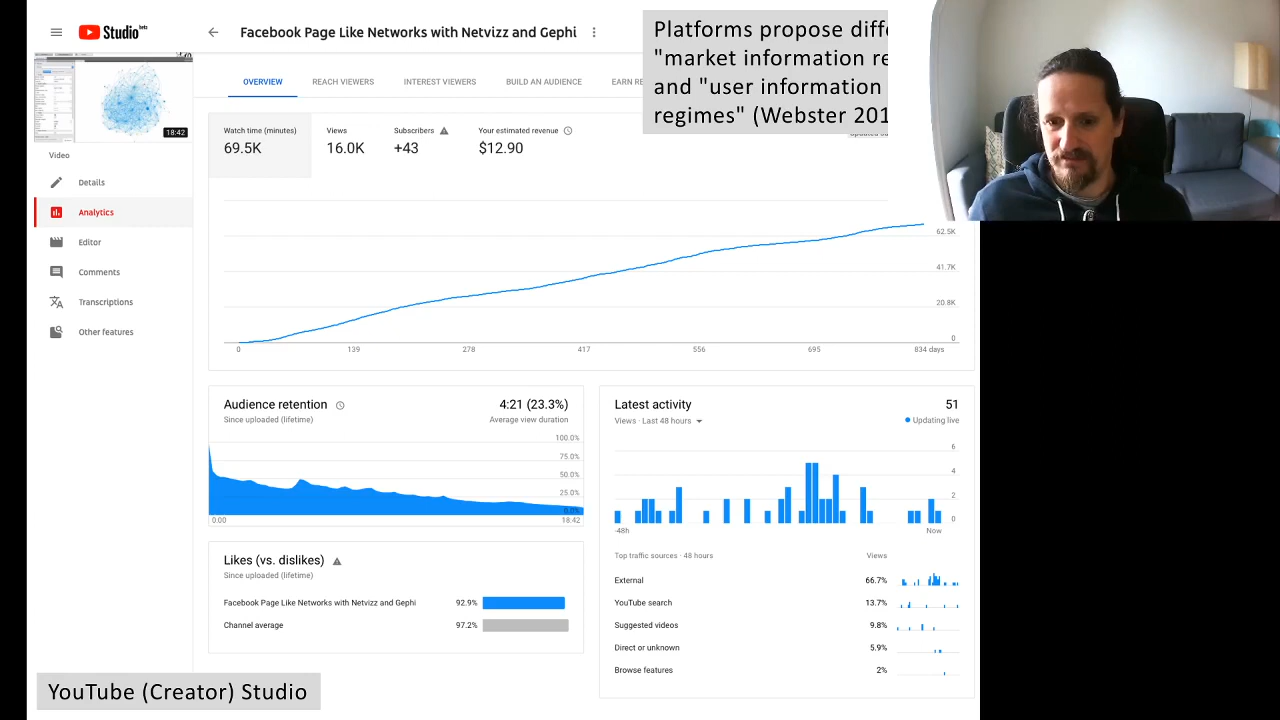 Studio beta
Facebook Page Like Networks with Netvizz and Gephi
Platforms propose
"market information
and "user information
regimes" (Webster
OVERVIEW REACH VIEWERS INTEREST VIEWERS BUILD AN AUDIENCE EARN
18:42
Video
Details
Analytics
Editor
Comments
Transcriptions
Other features
Watch time (minutes) Views Subscribers Your estimated revenue
69.5K 16.0K +43 $12.90
62.5K
41.7K
20.8K
0
0 139 278 417 556 695 834 days
Audience retention 4:21 (23.3%)
Since uploaded (lifetime) Average view duration
100.0%
75.0%
50.0%
25.0%
0.0%
0:00 18:42
Likes (vs. dislikes)
Since uploaded (lifetime)
Facebook Page Like Networks with Netvizz and Gephi 92.9%
Channel average 97.2%
Latest activity 51
Views · Last 48 hours Updating live
6
4
2
0
-48h Now
Top traffic sources · 48 hours Views
External 66.7%
YouTube search 13.7%
Suggested videos 9.8%
Direct or unknown 5.9%
Browse features 2%
YouTube (Creator) Studio